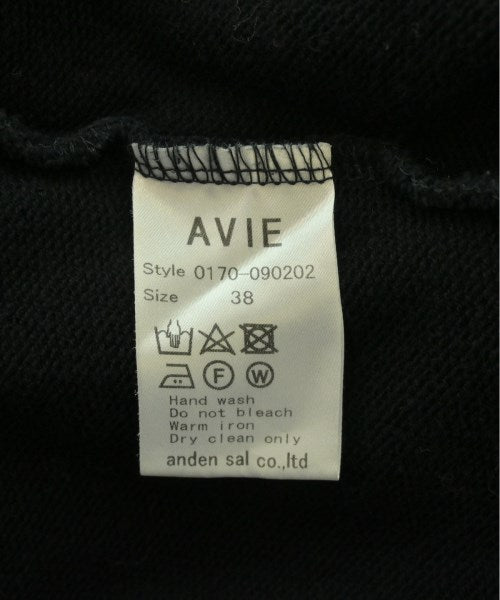 AVIE
Style 0170-090202
Size 38
F W
Hand wash
Do not bleach
Warm iron
Dry clean only
anden sal co.,ltd